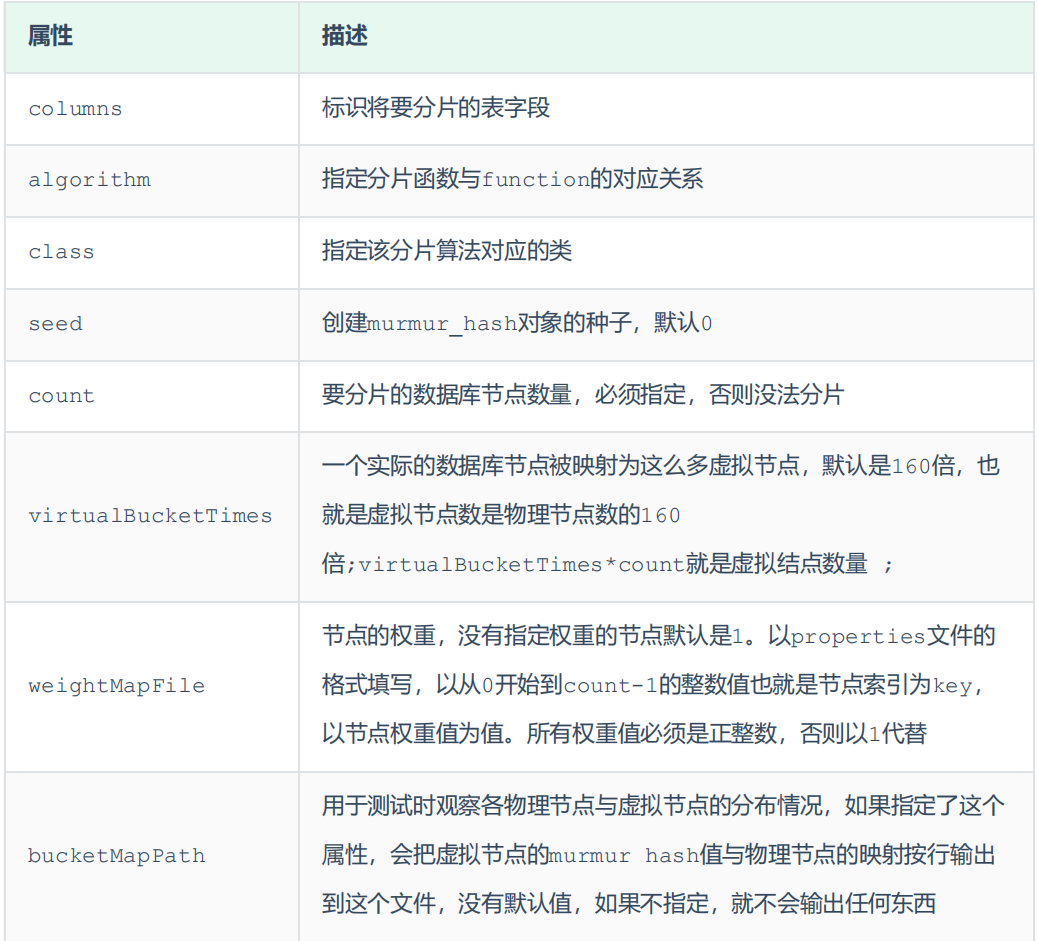 属性
描述
columns
标识将要分片的表字段
algorithm
指定分片函数与function的对应关系
class
指定该分片算法对应的类
seed
创建murmur_hash对象的种子，默认0
count
要分片的数据库节点数量，必须指定，否则没法分片
virtualBucketTimes
一个实际的数据库节点被映射为这么多虚拟节点，默认是160倍，也
就是虚拟节点数是物理节点数的160
倍;virtualBucketTimes*count就是虚拟结点数量 ;
weightMapFile
节点的权重，没有指定权重的节点默认是1。以properties文件的
格式填写，以从0开始到count-1的整数值也就是节点索引为key，
以节点权重值为值。所有权重值必须是正整数，否则以1代替
bucketMapPath
用于测试时观察各物理节点与虚拟节点的分布情况，如果指定了这个
属性，会把虚拟节点的murmur hash值与物理节点的映射按行输出
到这个文件，没有默认值，如果不指定，就不会输出任何东西